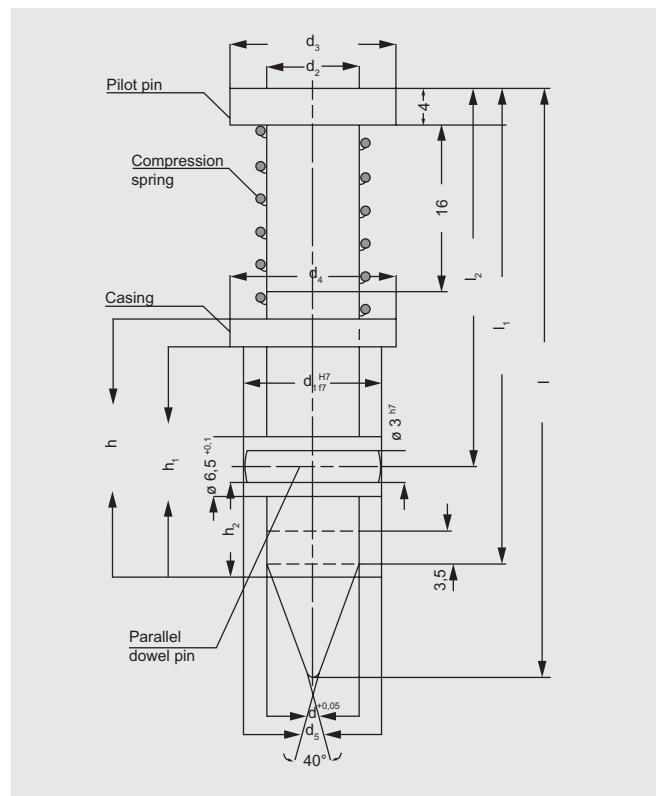 d3
d2
Pilot pin
4
Compression
spring
16
d4
l2
Casing
l1
l
d1 H7 f7
ø 3 h7
h
h1
ø 6,5 +0,1
h2
3,5
Parallel
dowel pin
d+0,05
d5
40°